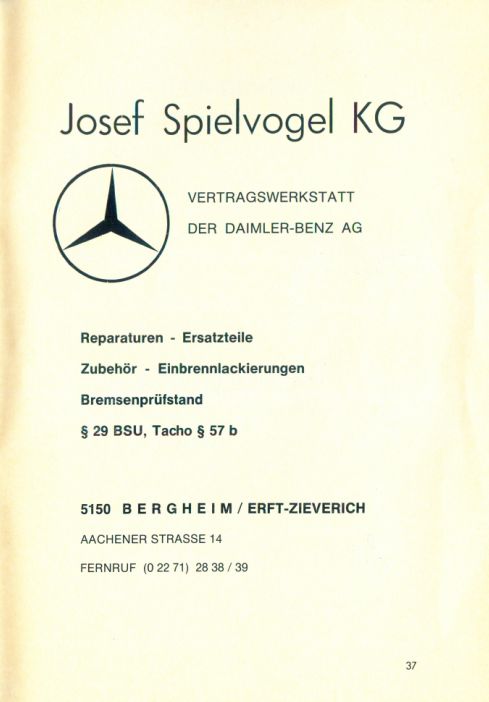 Josef Spielvogel KG
VERTRAGSWERKSTATT
DER DAIMLER-BENZ AG
Reparaturen - Ersatzteile
Zubehör - Einbrennlackierungen
Bremsenprüfstand
§ 29 BSU, Tacho § 57 b
5150 BERGHEIM / ERFT-ZIEVERICH
AACHENER STRASSE 14
FERNRUF (0 22 71) 28 38 / 39
37